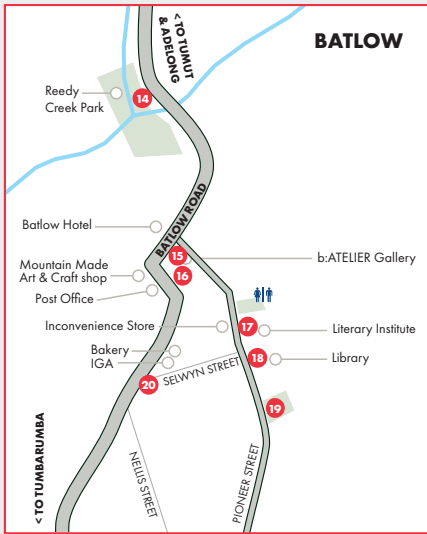 BATLOW
< TO TUMUT
& ADELONG
Reedy
Creek Park
14
BATLOW ROAD
Batlow Hotel
15
b:ATELIER Gallery
Mountain Made
Art & Craft shop
16
Post Office
Inconvenience Store
17
Literary Institute
Bakery
IGA
18
Library
SELWYN STREET
20
19
< TO TUMBARUMBA
NELLIS STREET
PIONEER STREET